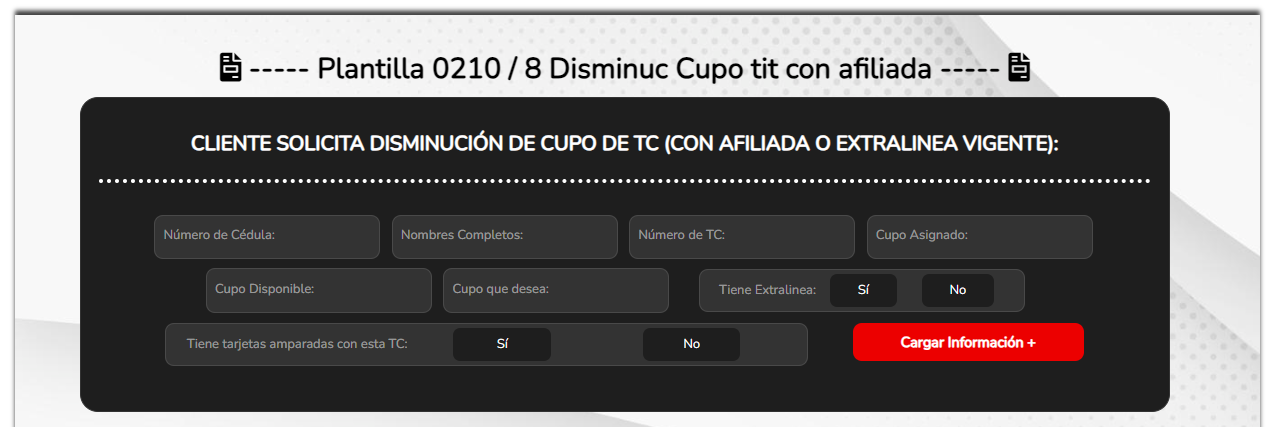 ----- Plantilla 0210 / 8 Disminuc Cupo tit con afiliada -----
CLIENTE SOLICITA DISMINUCIÓN DE CUPO DE TC (CON AFILIADA O EXTRALINEA VIGENTE):
Número de Cédula: Nombres Completos: Número de TC: Cupo Asignado:
Cupo Disponible: Cupo que desea: Tiene Extralinea: Sí No
Tiene tarjetas amparadas con esta TC: Sí No Cargar Información +